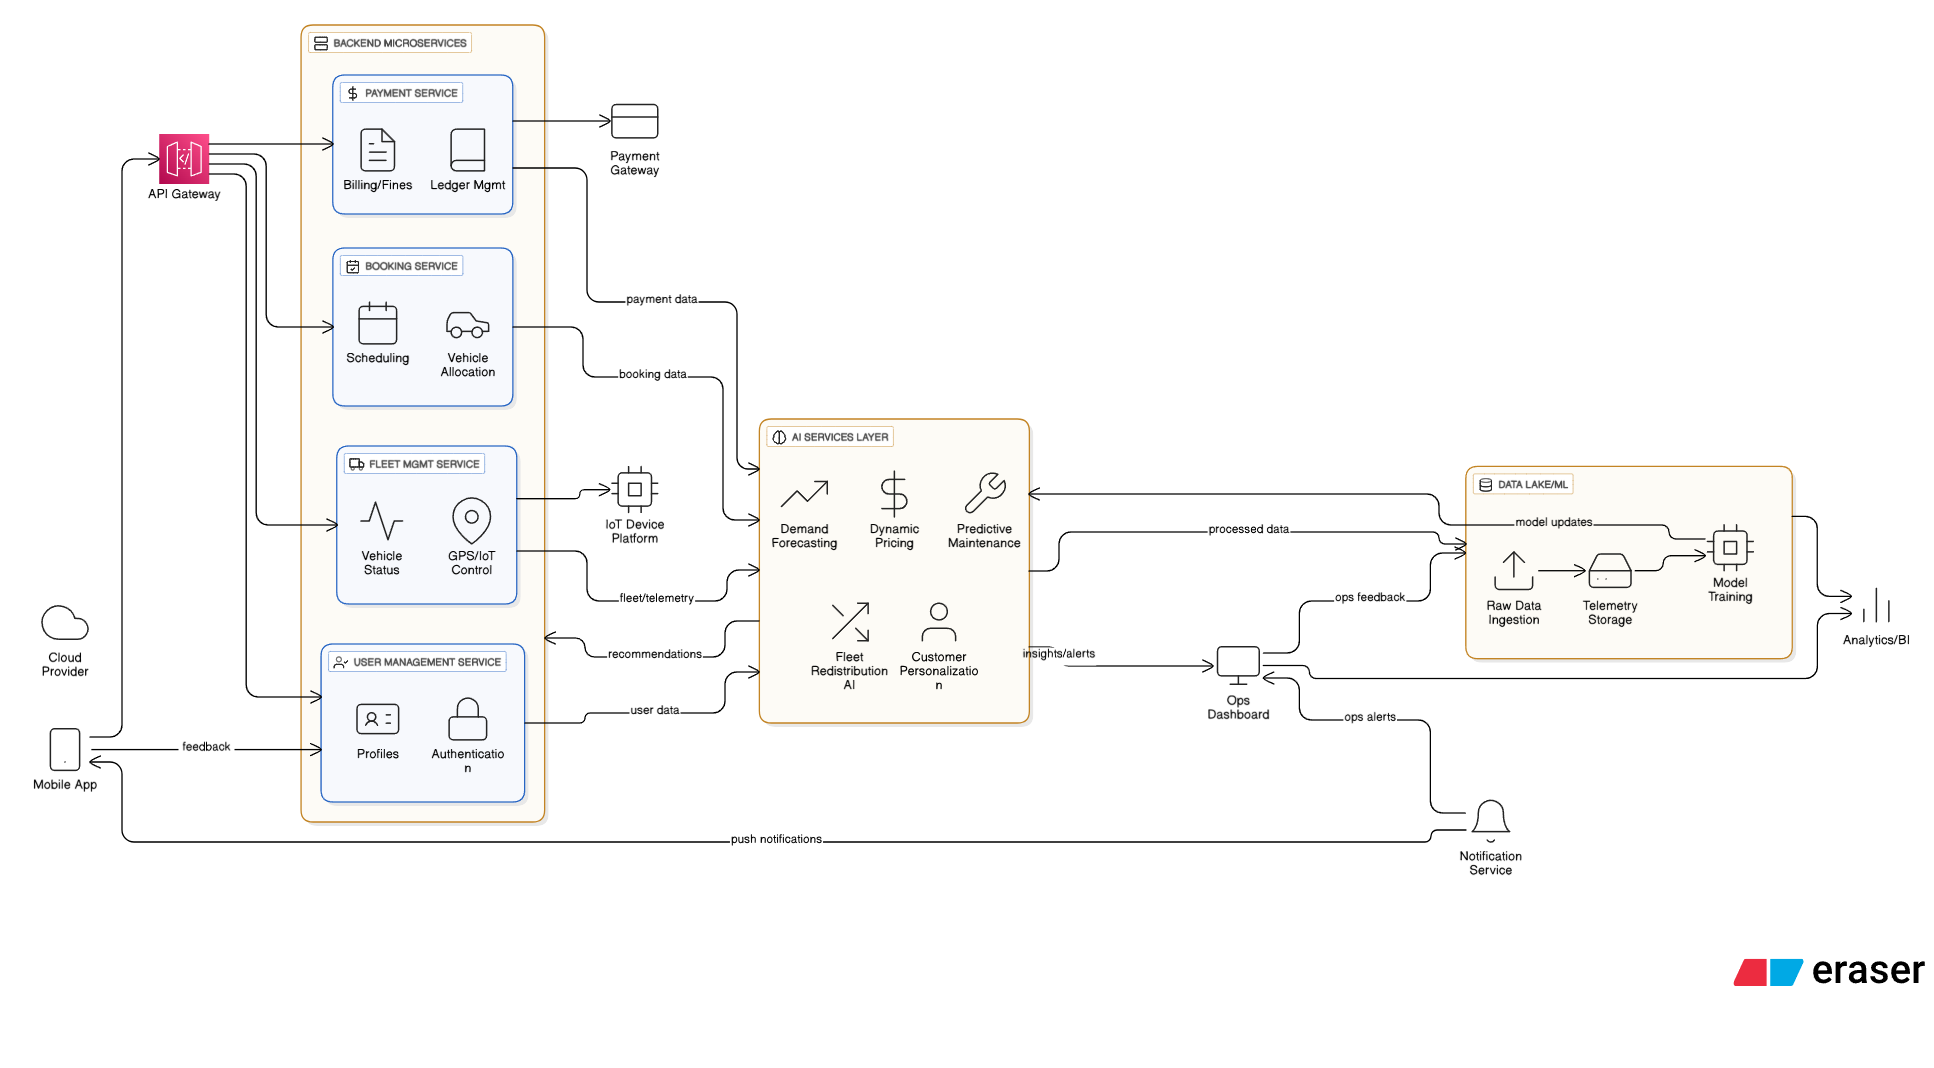 BACKEND MICROSERVICES
PAYMENT SERVICE
Billing/Fines
Ledger Mgmt
Payment
Gateway
API Gateway
BOOKING SERVICE
Scheduling
Vehicle
Allocation
payment data
booking data
FLEET MGMT SERVICE
Vehicle
Status
GPS/IoT
Control
IoT Device
Platform
fleet/telemetry
recommendations
user data
USER MANAGEMENT SERVICE
Profiles
Authenticatio
n
Cloud
Provider
Mobile App
feedback
push notifications
AI SERVICES LAYER
Demand
Forecasting
Dynamic
Pricing
Predictive
Maintenance
Fleet
Redistribution
AI
Customer
Personalizatio
n
insights/alerts
processed data
model updates
ops feedback
ops alerts
Ops
Dashboard
DATA LAKE/ML
Raw Data
Ingestion
Telemetry
Storage
Model
Training
Analytics/BI
Notification
Service
eraser